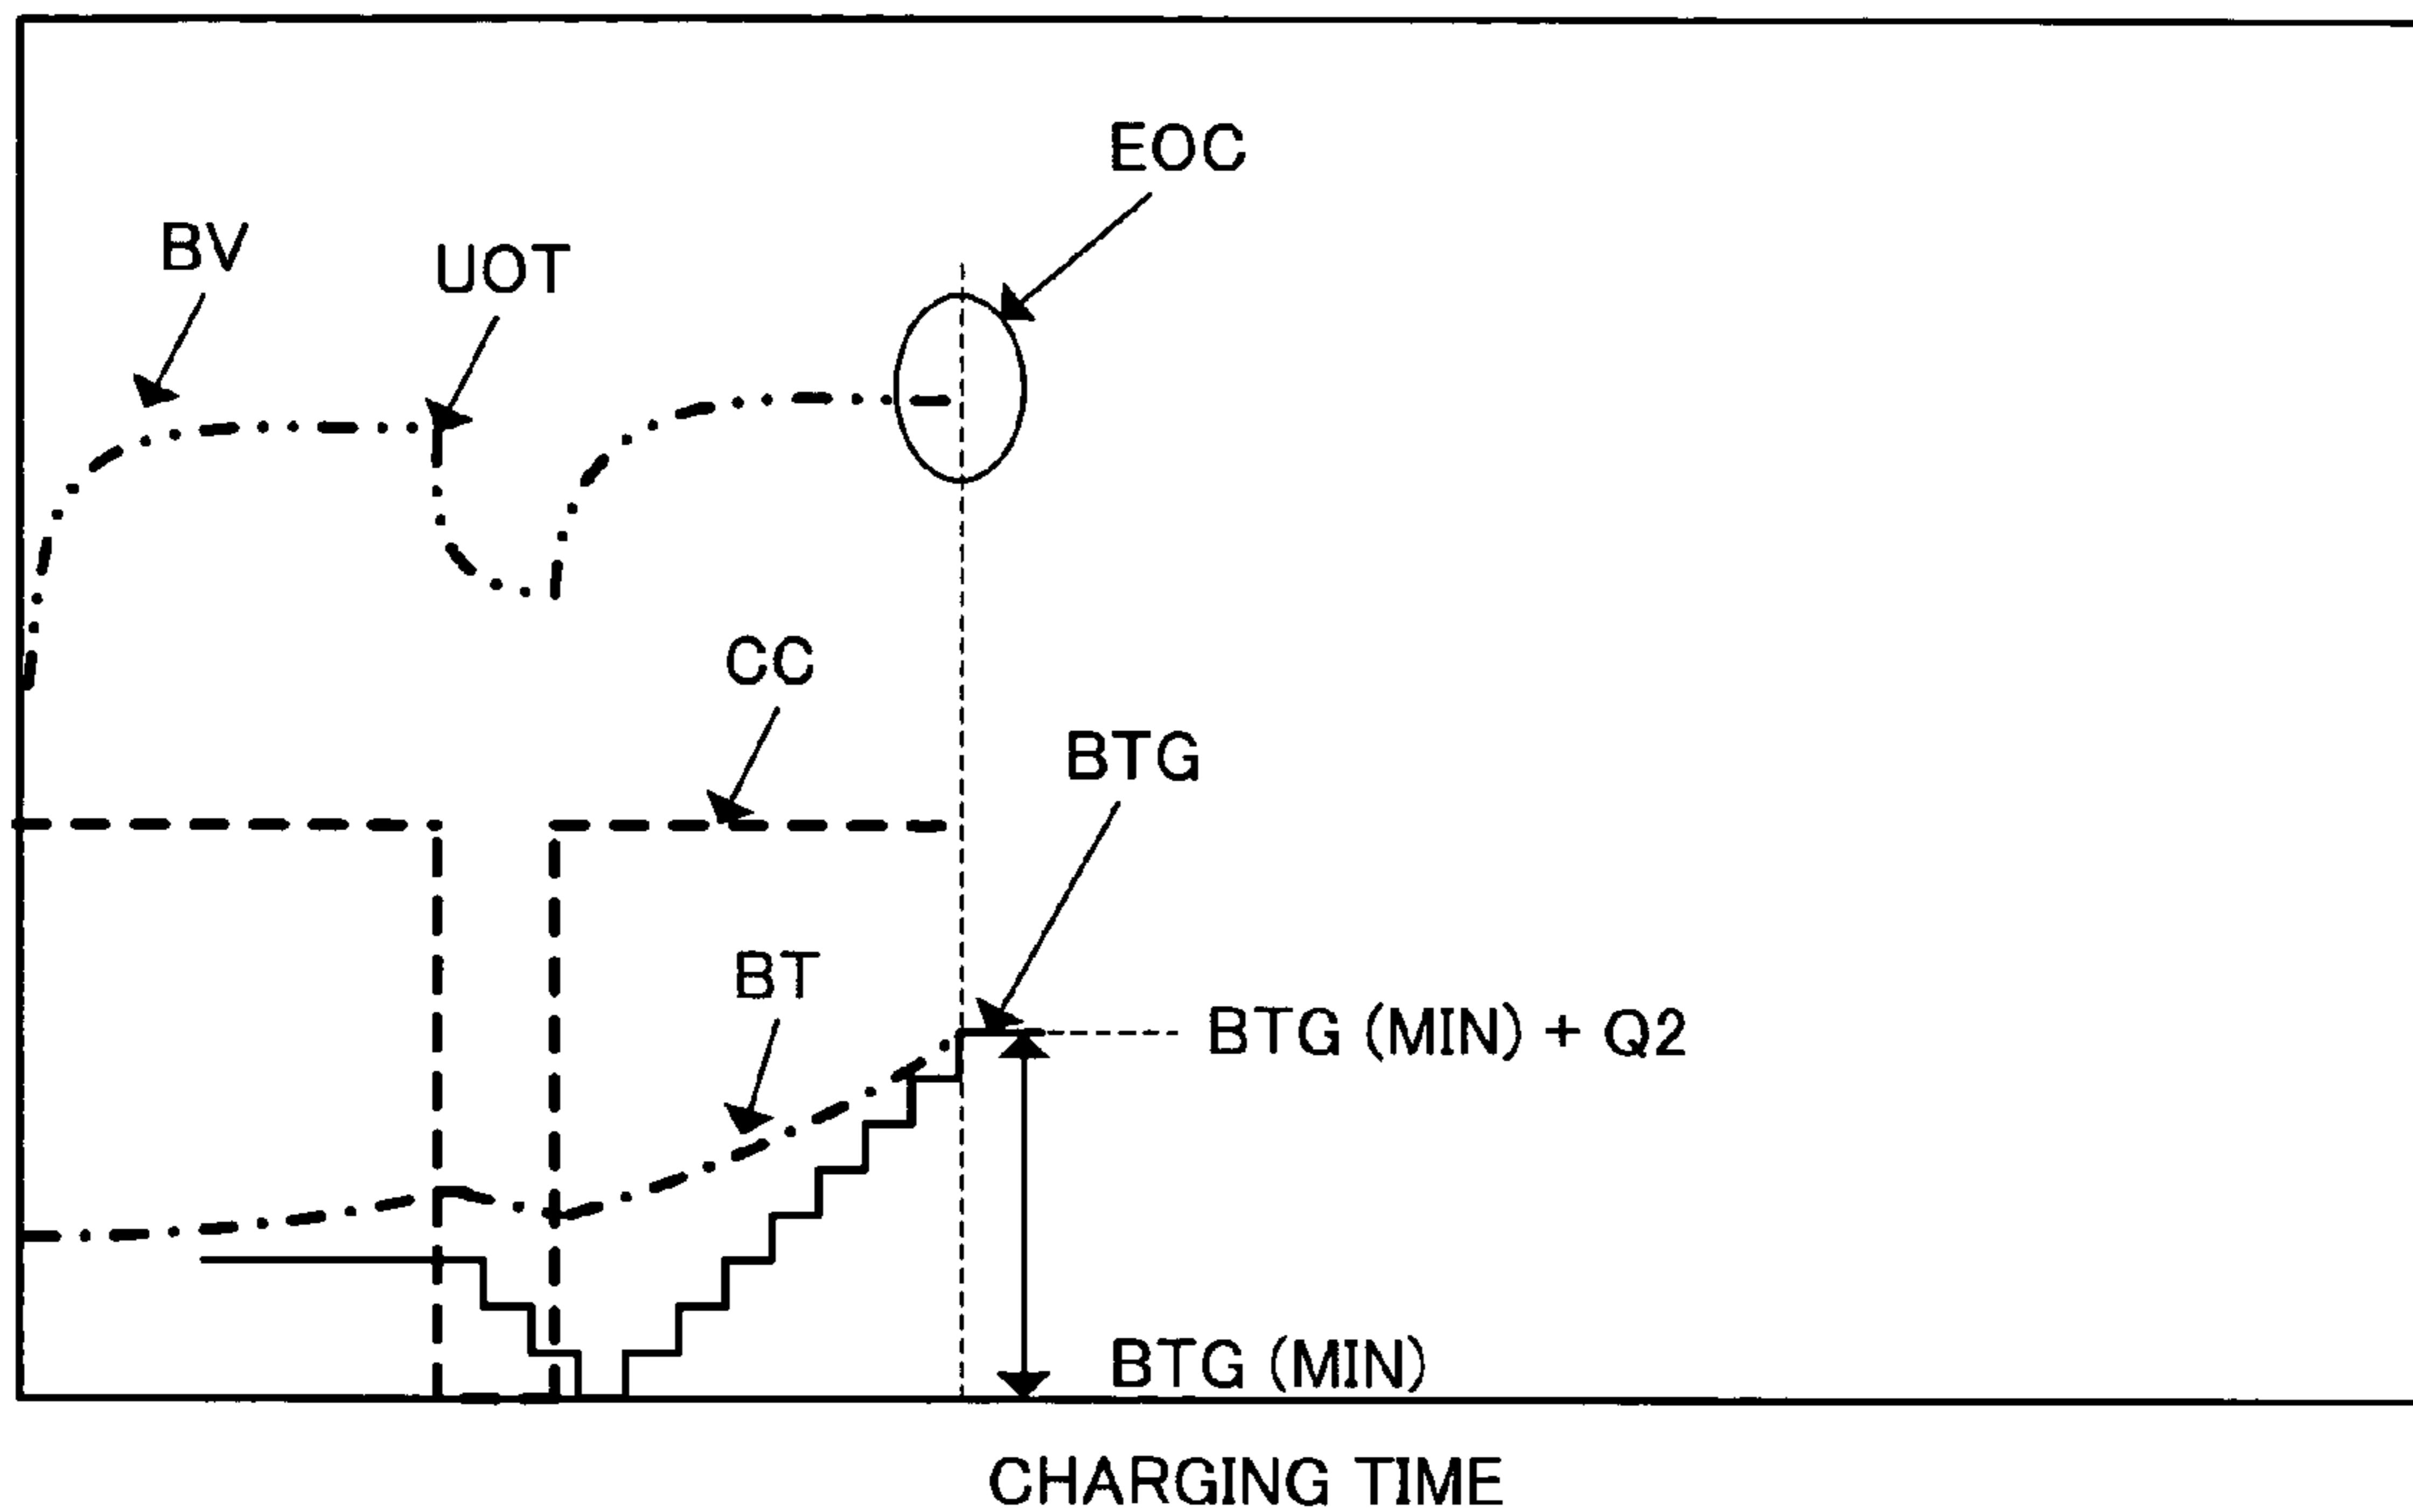 EOC
BV
UOT
CC
BTG
BT
BTG (MIN) + Q2
BTG (MIN)
CHARGING TIME